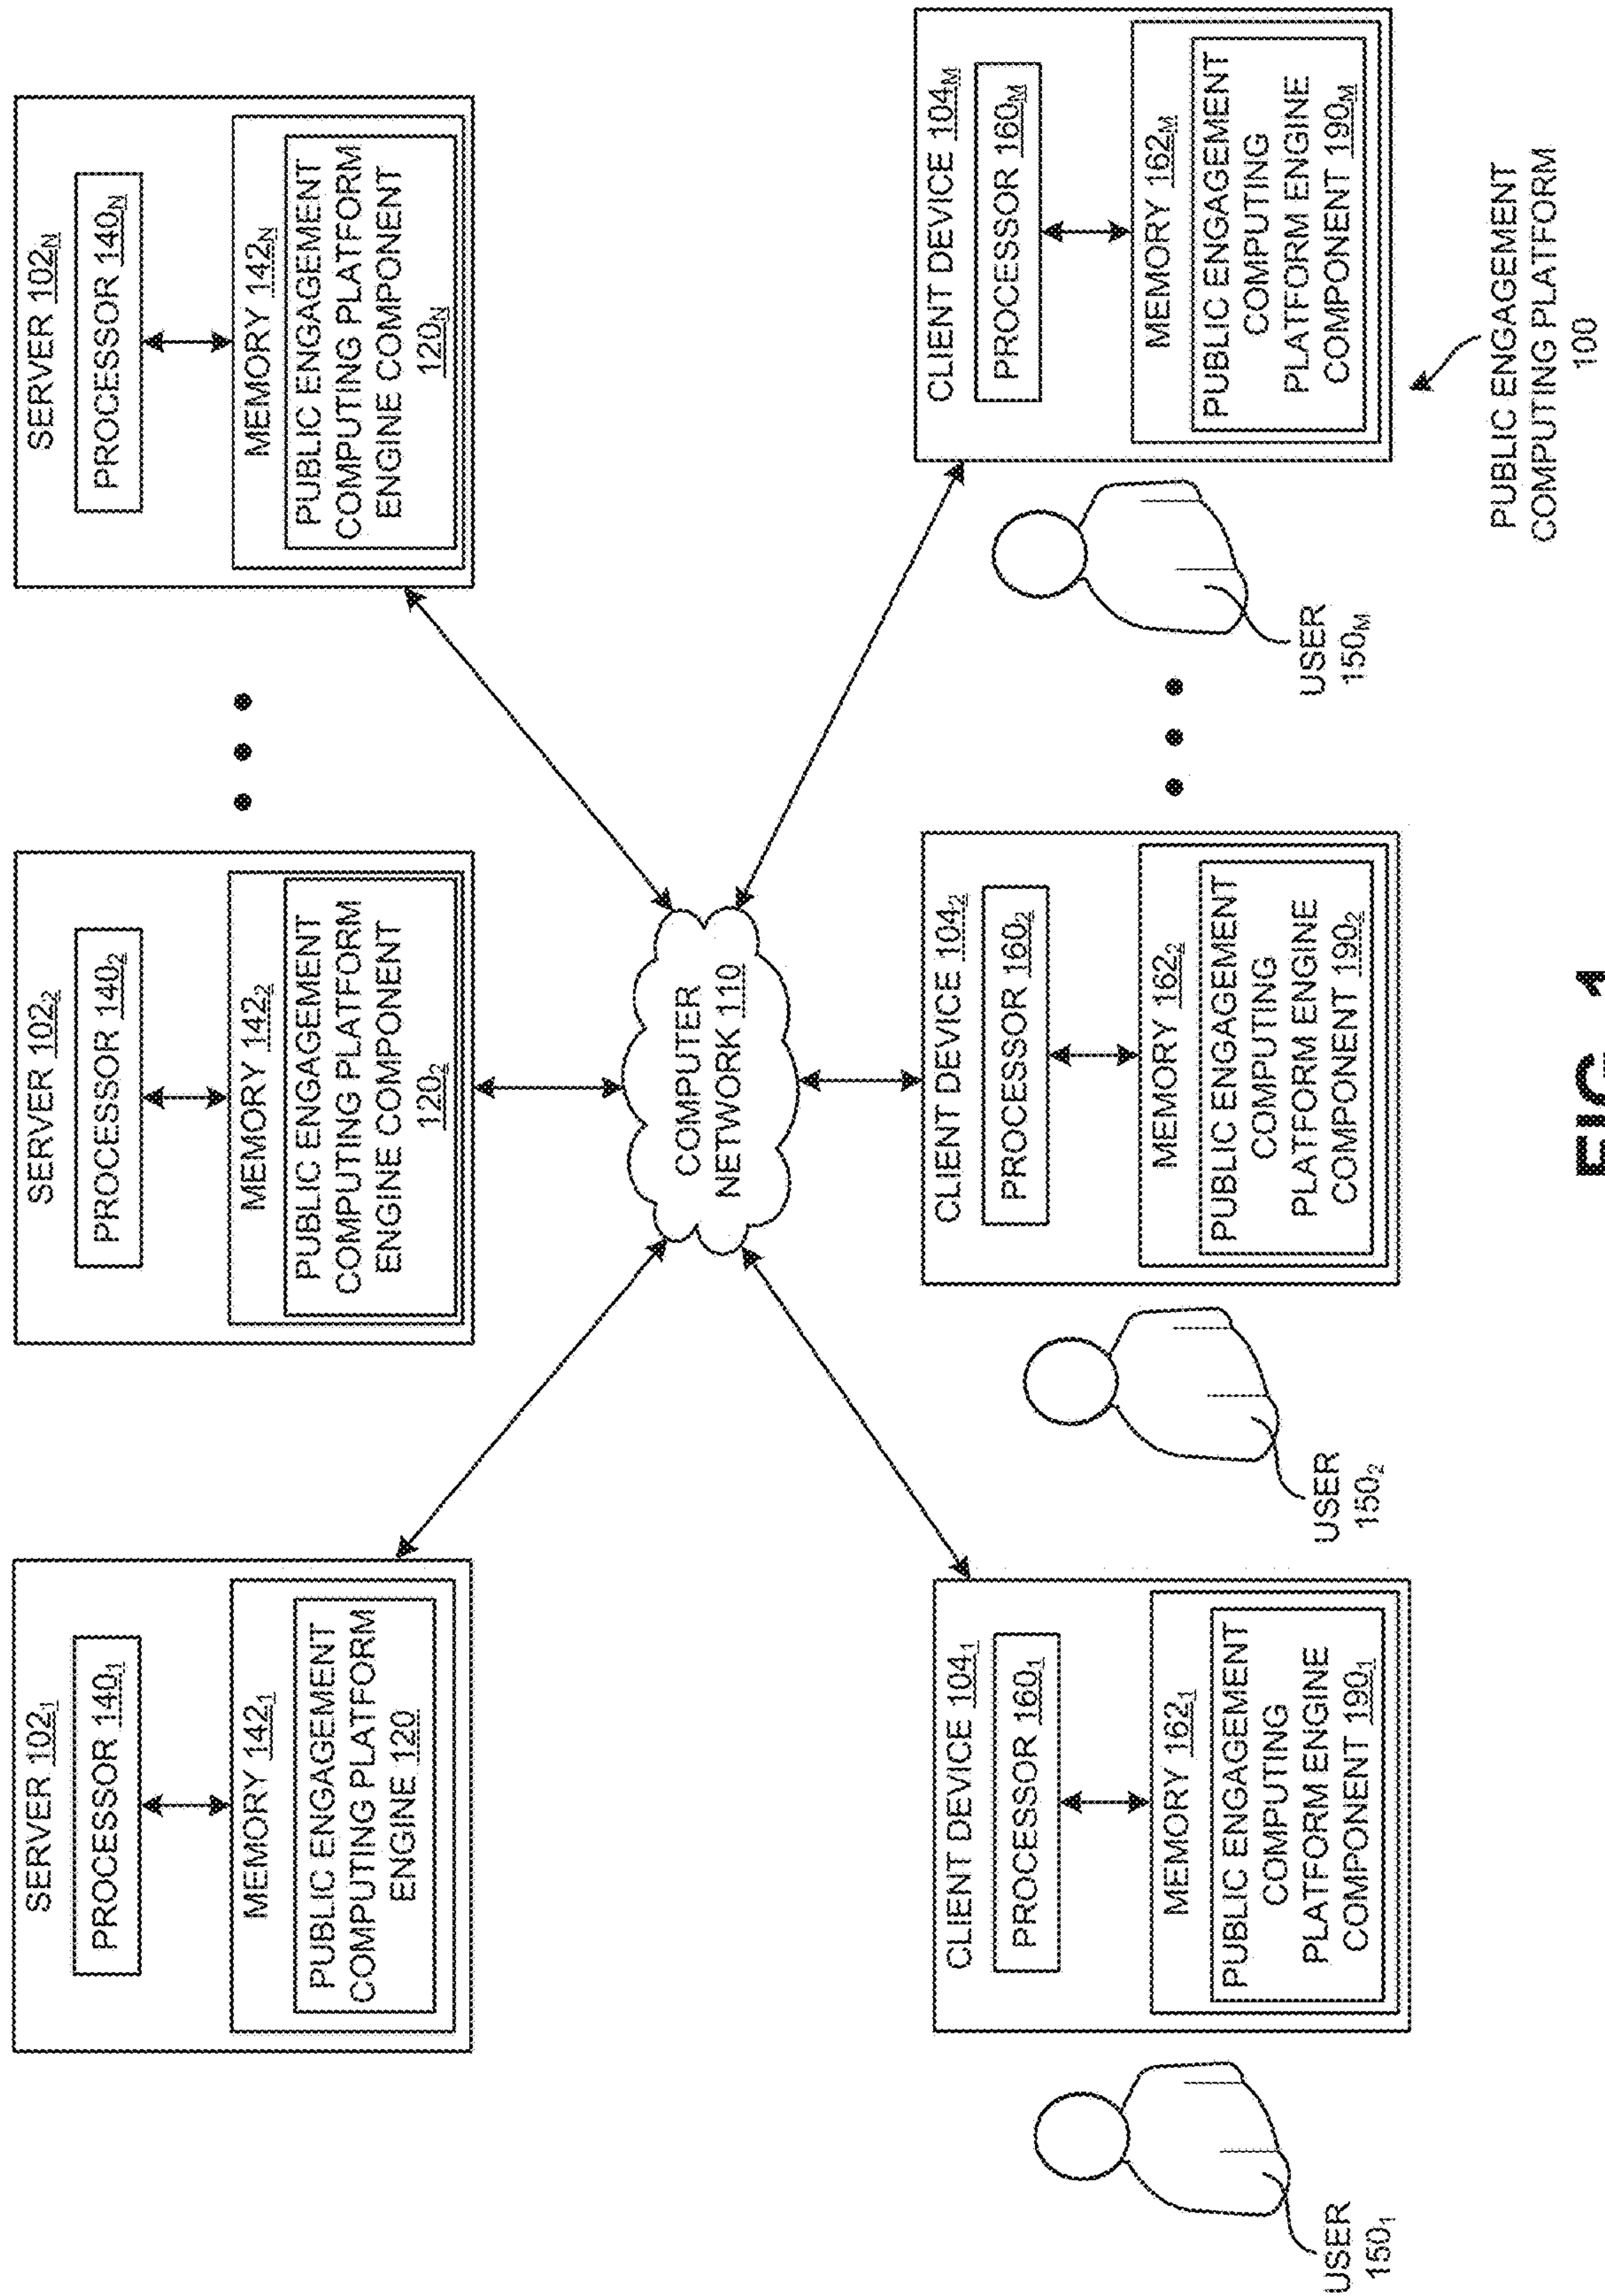 SERVER 102₁
PROCESSOR 140₁
MEMORY 142₁
PUBLIC ENGAGEMENT
COMPUTING PLATFORM
ENGINE 120
SERVER 102₂
PROCESSOR 140₂
MEMORY 142₂
PUBLIC ENGAGEMENT
COMPUTING PLATFORM
ENGINE COMPONENT
120₂
SERVER 102N
PROCESSOR 140N
MEMORY 142N
PUBLIC ENGAGEMENT
COMPUTING PLATFORM
ENGINE COMPONENT
120N
COMPUTER
NETWORK 110
USER
150₁
CLIENT DEVICE 104₁
PROCESSOR 160₁
MEMORY 162₁
PUBLIC ENGAGEMENT
COMPUTING
PLATFORM ENGINE
COMPONENT 190₁
USER
150₂
CLIENT DEVICE 104₂
PROCESSOR 160₂
MEMORY 162₂
PUBLIC ENGAGEMENT
COMPUTING
PLATFORM ENGINE
COMPONENT 190₂
USER
150M
CLIENT DEVICE 104M
PROCESSOR 160M
MEMORY 162M
PUBLIC ENGAGEMENT
COMPUTING
PLATFORM ENGINE
COMPONENT 190M
PUBLIC ENGAGEMENT
COMPUTING PLATFORM
100
FIG. 1